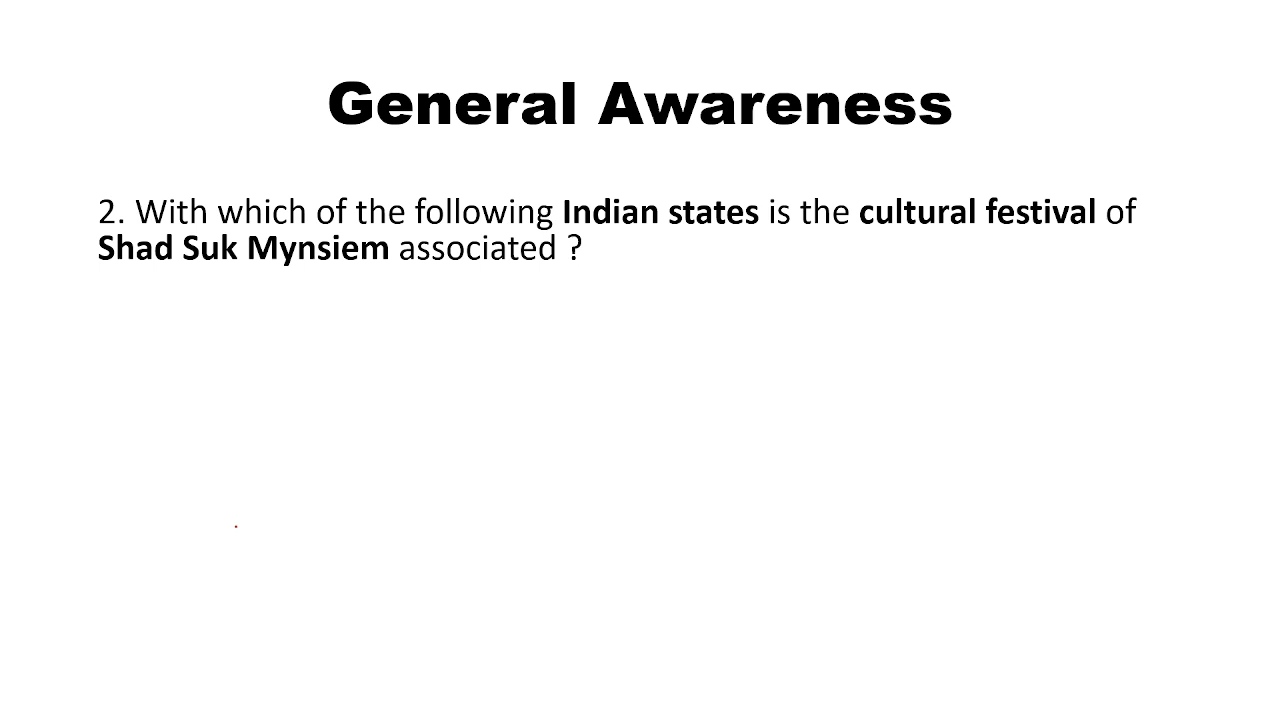 General Awareness
2. With which of the following Indian states is the cultural festival of
Shad Suk Mynsiem associated ?